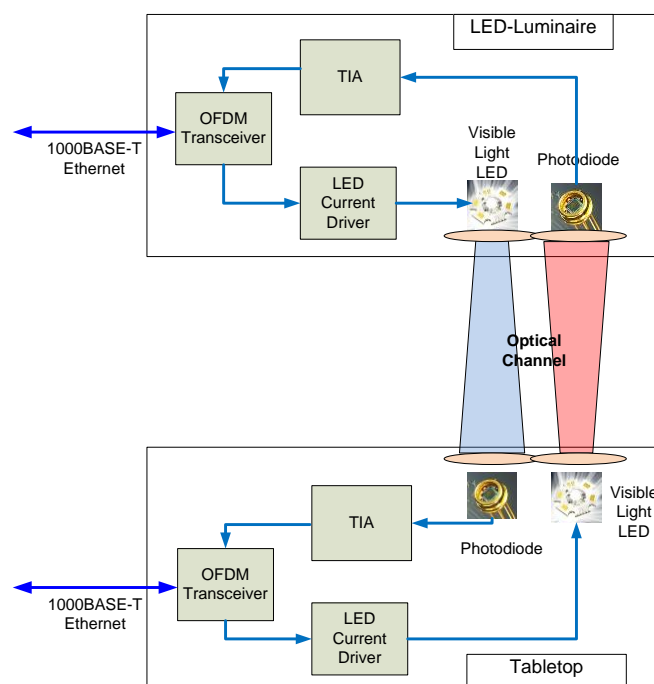 LED-Luminaire
TIA
OFDM
Transceiver
1000BASE-T
Ethernet
Visible
Light
LED
Photodiode
LED
Current
Driver
Optical
Channel
TIA
Photodiode
Visible
Light
LED
OFDM
Transceiver
1000BASE-T
Ethernet
LED
Current
Driver
Tabletop